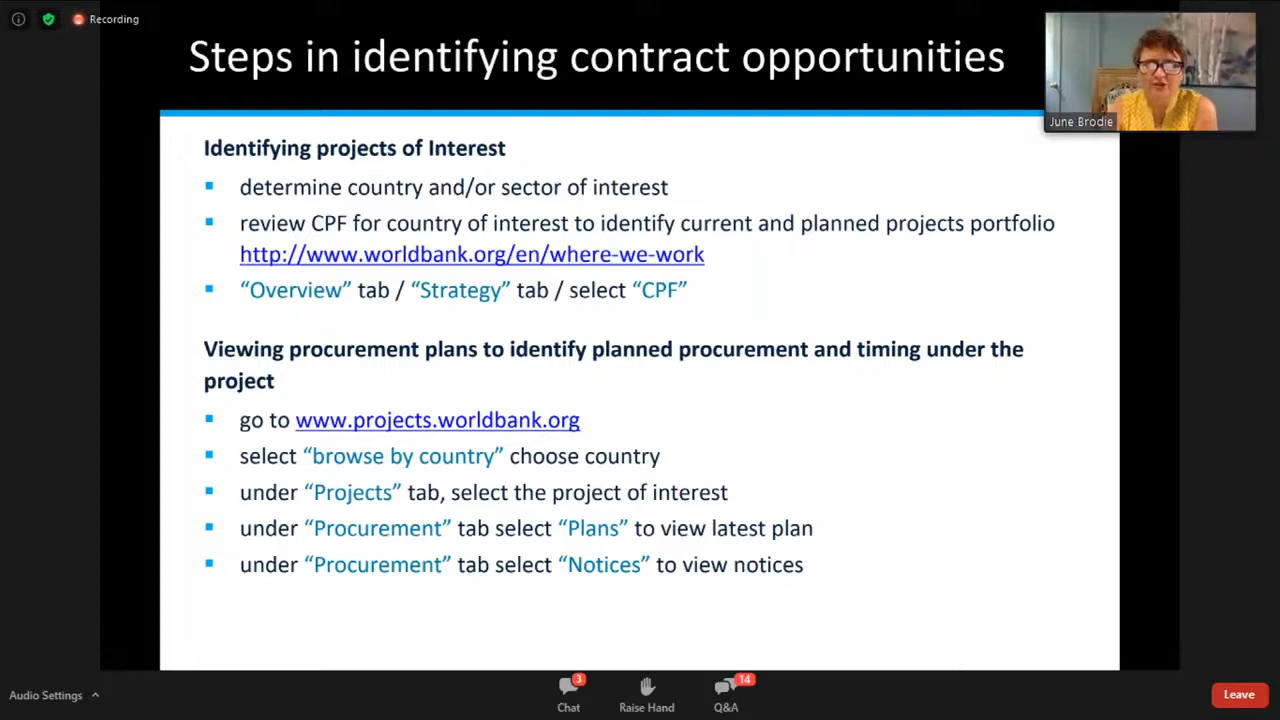 Recording
Steps in identifying contract opportunities
June Brodie
Identifying projects of Interest
▪ determine country and/or sector of interest
▪ review CPF for country of interest to identify current and planned projects portfolio
http://www.worldbank.org/en/where-we-work
▪ “Overview” tab / “Strategy” tab / select “CPF”
Viewing procurement plans to identify planned procurement and timing under the
project
▪ go to www.projects.worldbank.org
▪ select “browse by country” choose country
▪ under “Projects” tab, select the project of interest
▪ under “Procurement” tab select “Plans” to view latest plan
▪ under “Procurement” tab select “Notices” to view notices
Audio Settings
3
Chat
Raise Hand
14
Q&A
Leave